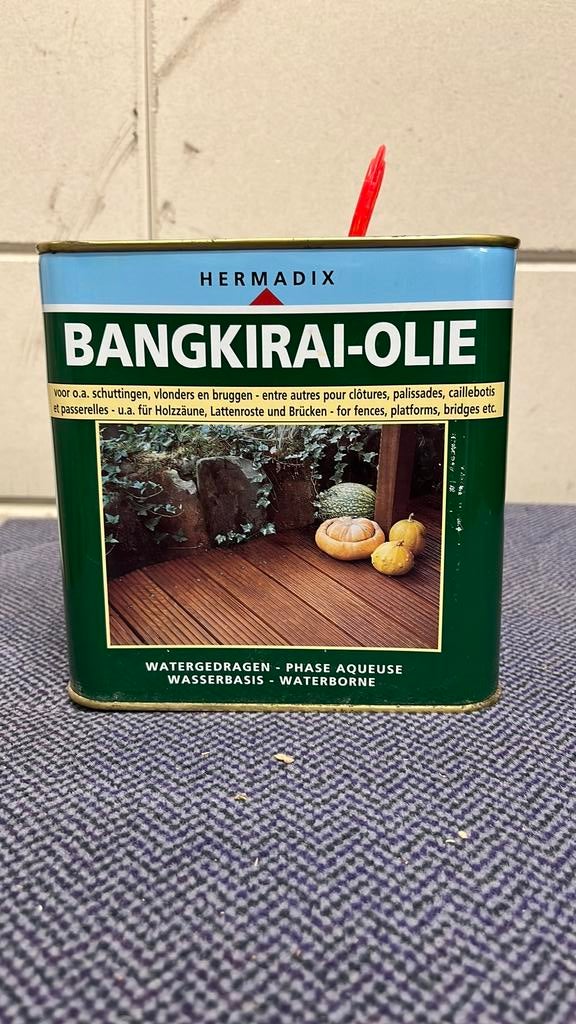 HERMADIX
BANGKIRAI-OLIE
voor o.a. schuttingen, vlonders en bruggen - entre autres pour clôtures, palissades, caillebotis
et passerelles - u.a. für Holzzäune, Lattenroste und Brücken - for fences, platforms, bridges etc.
WATERGEDRAGEN - PHASE AQUEUSE
WASSERBASIS - WATERBORNE